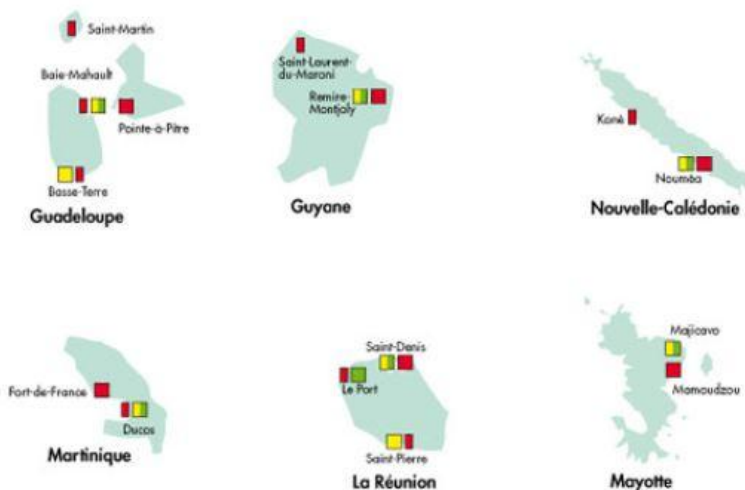 Saint-Martin
Baie-Mahault
Pointe-à-Pitre
Basse-Terre
Guadeloupe
Saint-Laurent-
du-Maroni
Remire-
Montjoly
Guyane
Koné
Nouméa
Nouvelle-Calédonie
Fort-de-France
Ducos
Martinique
Saint-Denis
Le Port
Saint-Pierre
La Réunion
Majicavo
Mamoudzou
Mayotte